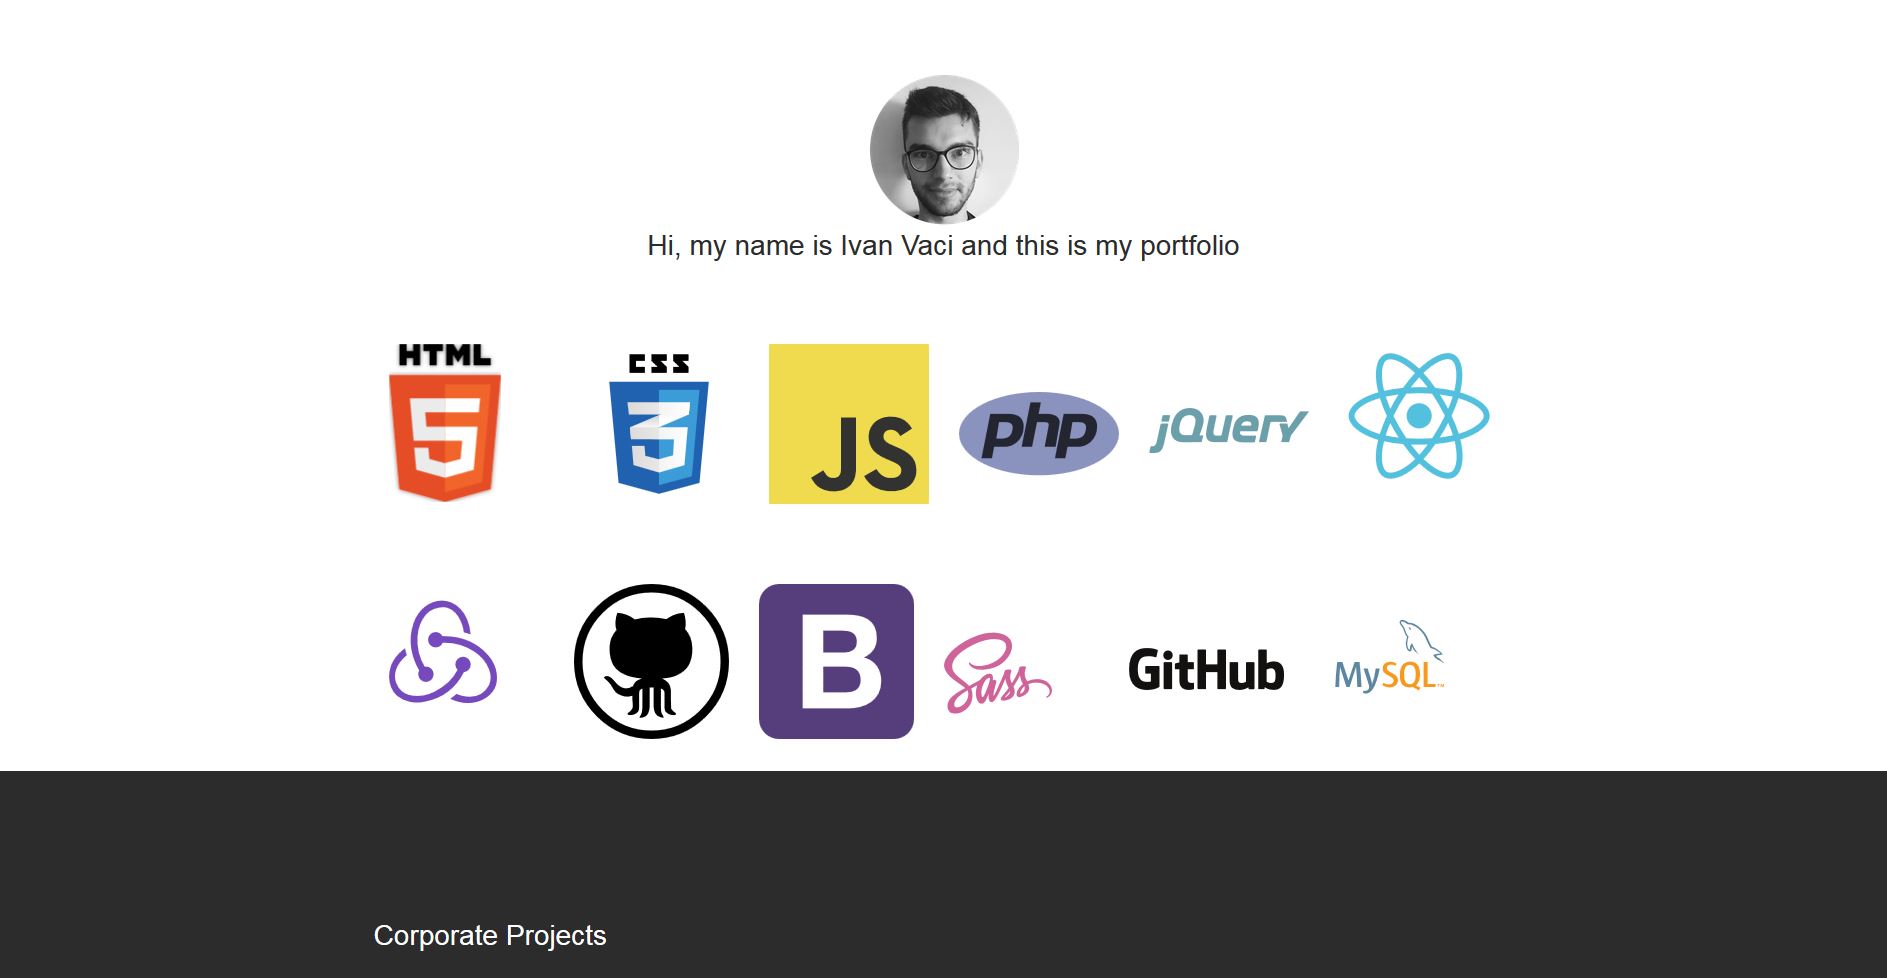 Hi, my name is Ivan Vaci and this is my portfolio
HTML
5
CSS
3
JS
php
jQuery
B
Sass
GitHub
MySQL™
Corporate Projects